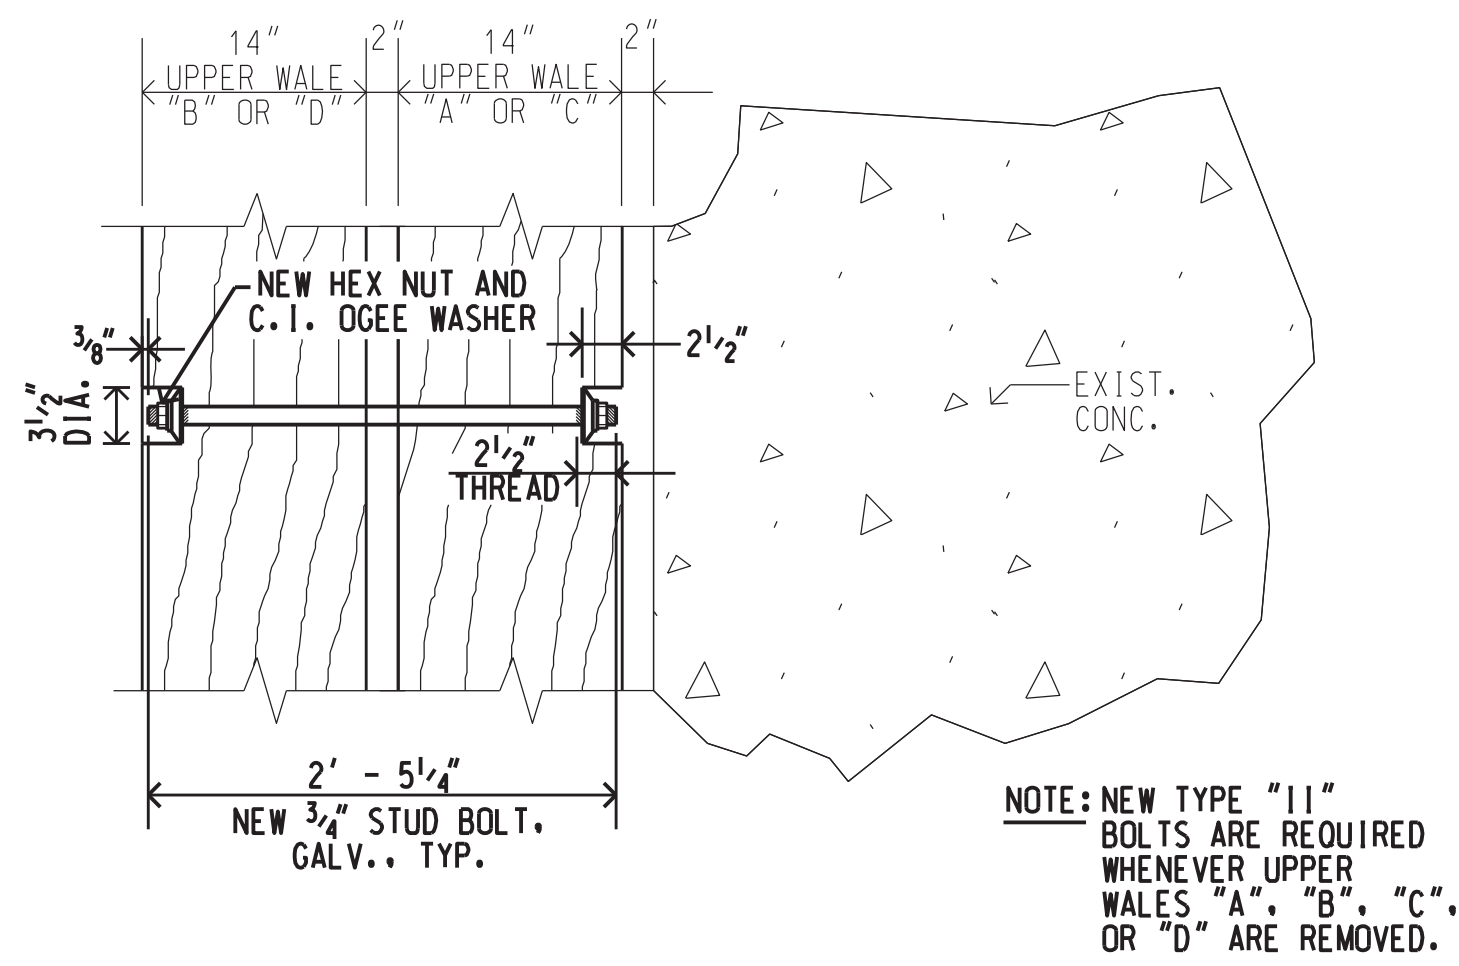 14" 2" 14" 2"
UPPER WALE UPPER WALE
"B" OR "D" "A" OR "C"
NEW HEX NUT AND
C.I. OGEE WASHER
3/8"
2 1/2"
3 1/2"
DIA.
EXIST.
CONC.
2 1/2"
THREAD
2' - 5 1/4"
NEW 3/4" STUD BOLT,
GALV., TYP.
NOTE: NEW TYPE "II"
BOLTS ARE REQUIRED
WHENEVER UPPER
WALES "A", "B", "C",
OR "D" ARE REMOVED.